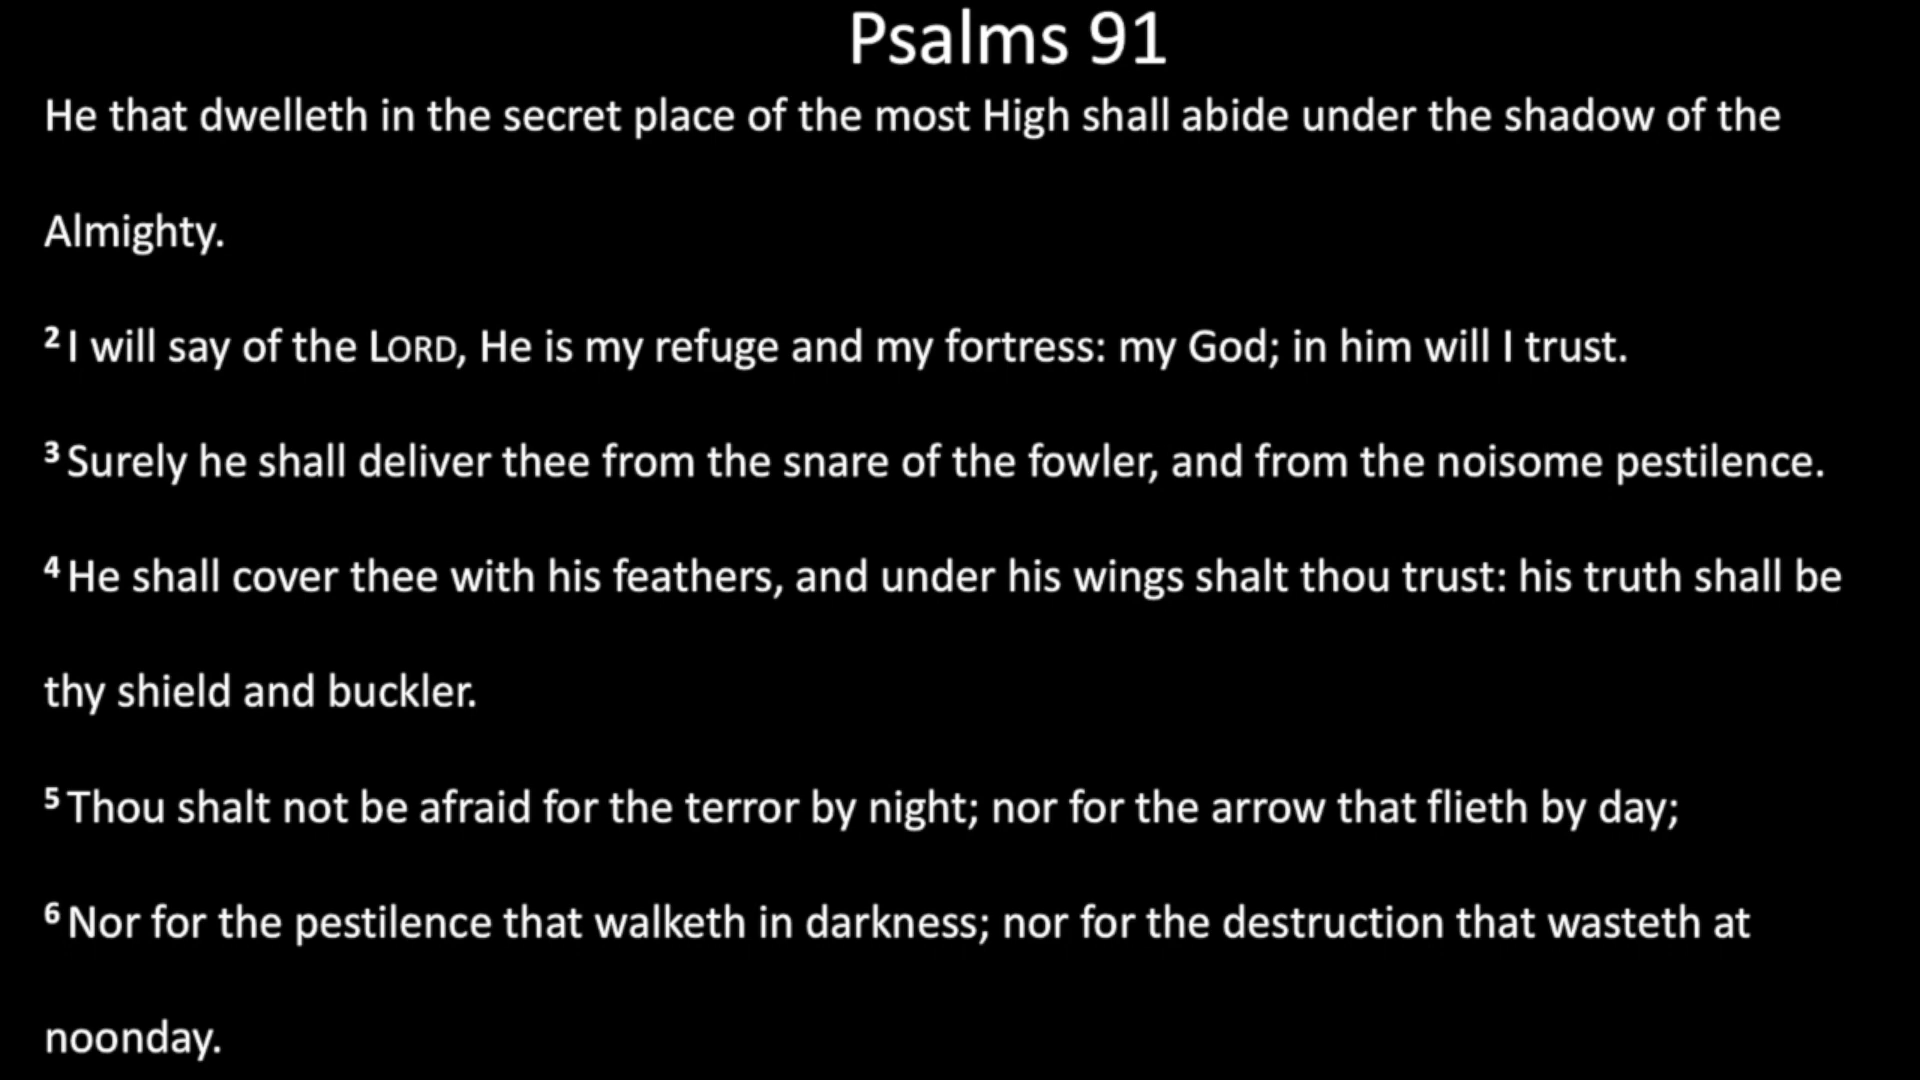 Psalms 91
He that dwelleth in the secret place of the most High shall abide under the shadow of the
Almighty.
2 I will say of the LORD, He is my refuge and my fortress: my God; in him will I trust.
3 Surely he shall deliver thee from the snare of the fowler, and from the noisome pestilence.
4 He shall cover thee with his feathers, and under his wings shalt thou trust: his truth shall be
thy shield and buckler.
5 Thou shalt not be afraid for the terror by night; nor for the arrow that flieth by day;
6 Nor for the pestilence that walketh in darkness; nor for the destruction that wasteth at
noonday.